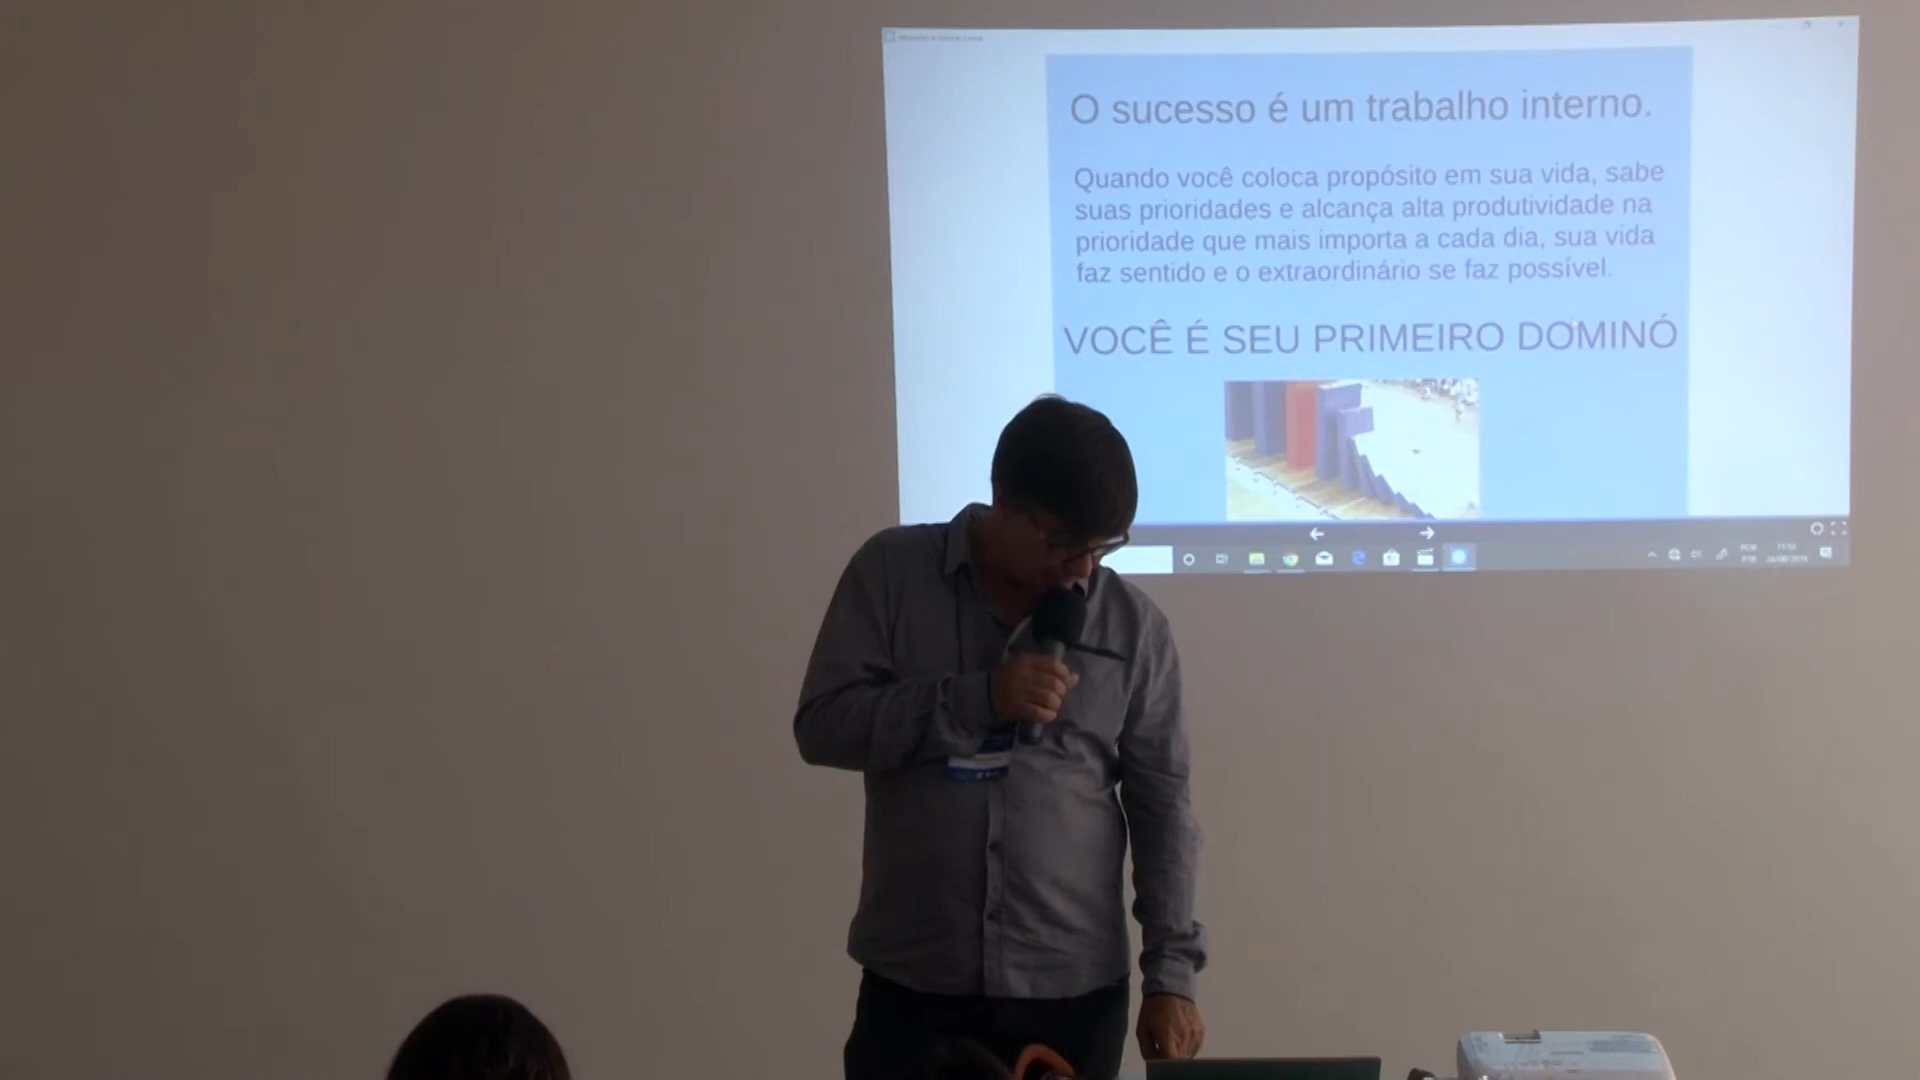 O sucesso é um trabalho interno.
Quando você coloca propósito em sua vida, sabe
suas prioridades e alcança alta produtividade na
prioridade que mais importa a cada dia, sua vida
faz sentido e o extraordinário se faz possível.
VOCÊ É SEU PRIMEIRO DOMINÓ